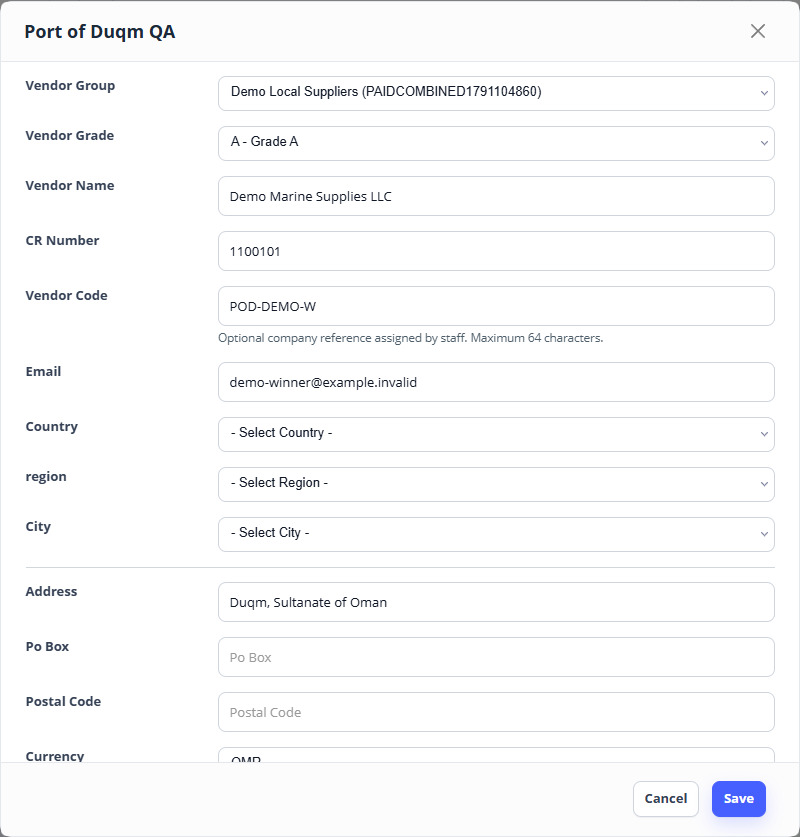 Port of Duqm QA
Vendor Group
Demo Local Suppliers (PAIDCOMBINED1791104860)
Vendor Grade
A - Grade A
Vendor Name
Demo Marine Supplies LLC
CR Number
1100101
Vendor Code
POD-DEMO-W
Optional company reference assigned by staff. Maximum 64 characters.
Email
demo-winner@example.invalid
Country
- Select Country -
region
- Select Region -
City
- Select City -
Address
Duqm, Sultanate of Oman
Po Box
Po Box
Postal Code
Postal Code
Currency
OMR
Cancel
Save